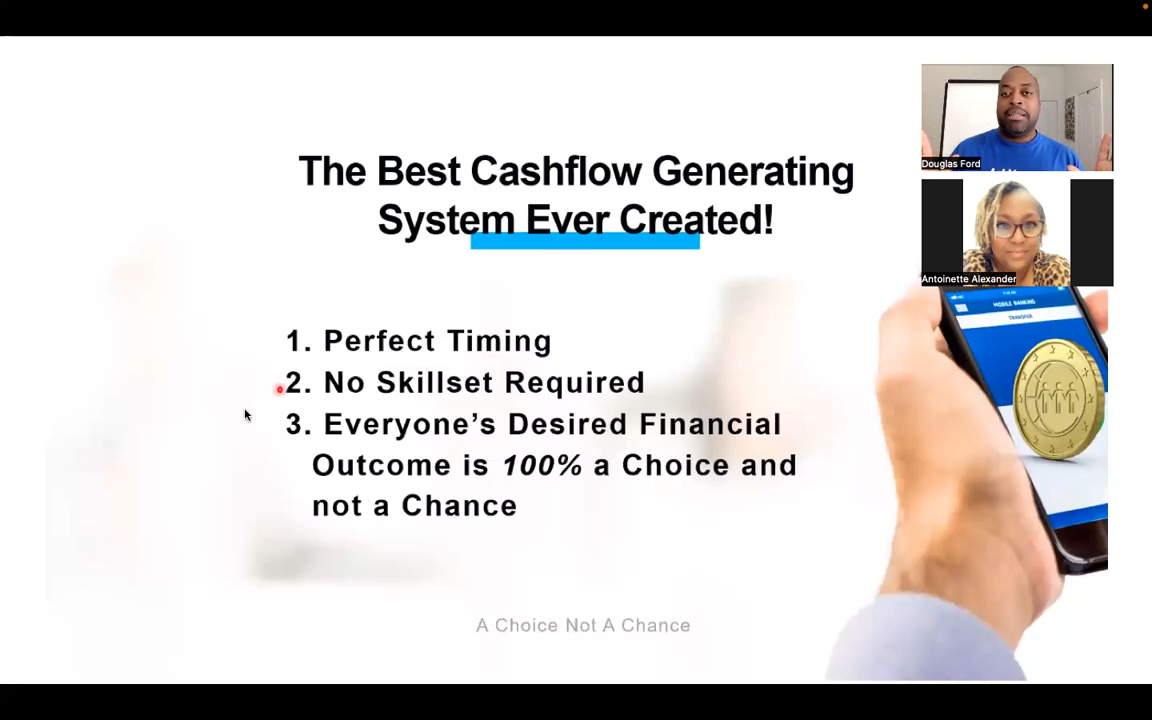 The Best Cashflow Generating
System Ever Created!
1. Perfect Timing
2. No Skillset Required
3. Everyone's Desired Financial
Outcome is 100% a Choice and
not a Chance
A Choice Not A Chance
Douglas Ford
Antoinette Alexander
MOBILE BANKING
TRANSFER